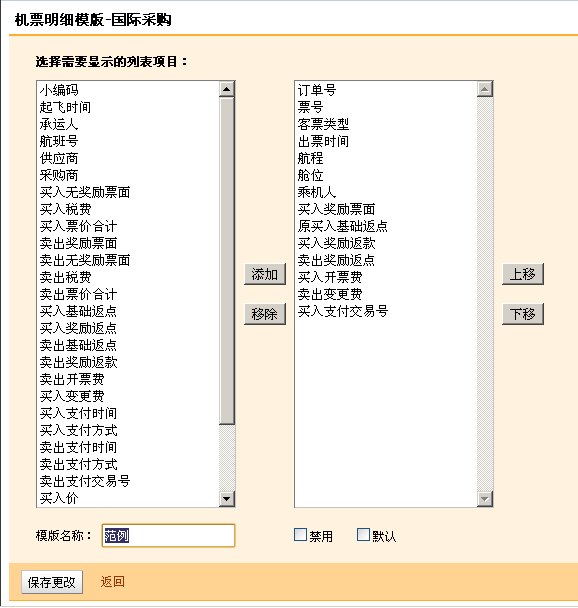 机票明细模版-国际采购
选择需要显示的列表项目：
小编码
起飞时间
承运人
航班号
供应商
采购商
买入无奖励票面
买入税费
买入票价合计
卖出奖励票面
卖出无奖励票面
卖出税费
卖出票价合计
买入基础返点
买入奖励返点
卖出基础返点
卖出奖励返款
卖出开票费
买入变更费
买入支付时间
买入支付方式
卖出支付时间
卖出支付方式
卖出支付交易号
买入价
添加
移除
订单号
票号
客票类型
出票时间
航程
舱位
乘机人
买入奖励票面
原买入基础返点
买入奖励返款
卖出奖励返点
买入开票费
卖出变更费
买入支付交易号
上移
下移
模版名称： 范例
禁用 默认
保存更改 返回